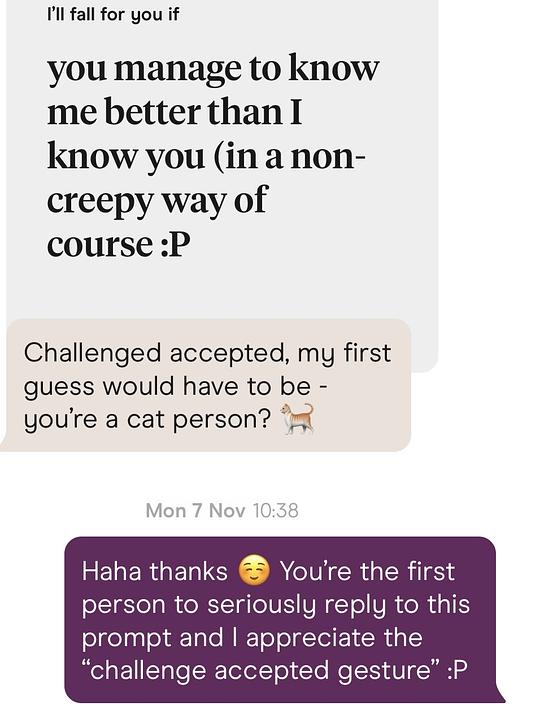 I'll fall for you if
you manage to know
me better than I
know you (in a non-
creepy way of
course :P
Challenged accepted, my first
guess would have to be -
you're a cat person? 🐈
Mon 7 Nov 10:38
Haha thanks ☺️ You're the first
person to seriously reply to this
prompt and I appreciate the
“challenge accepted gesture” :P